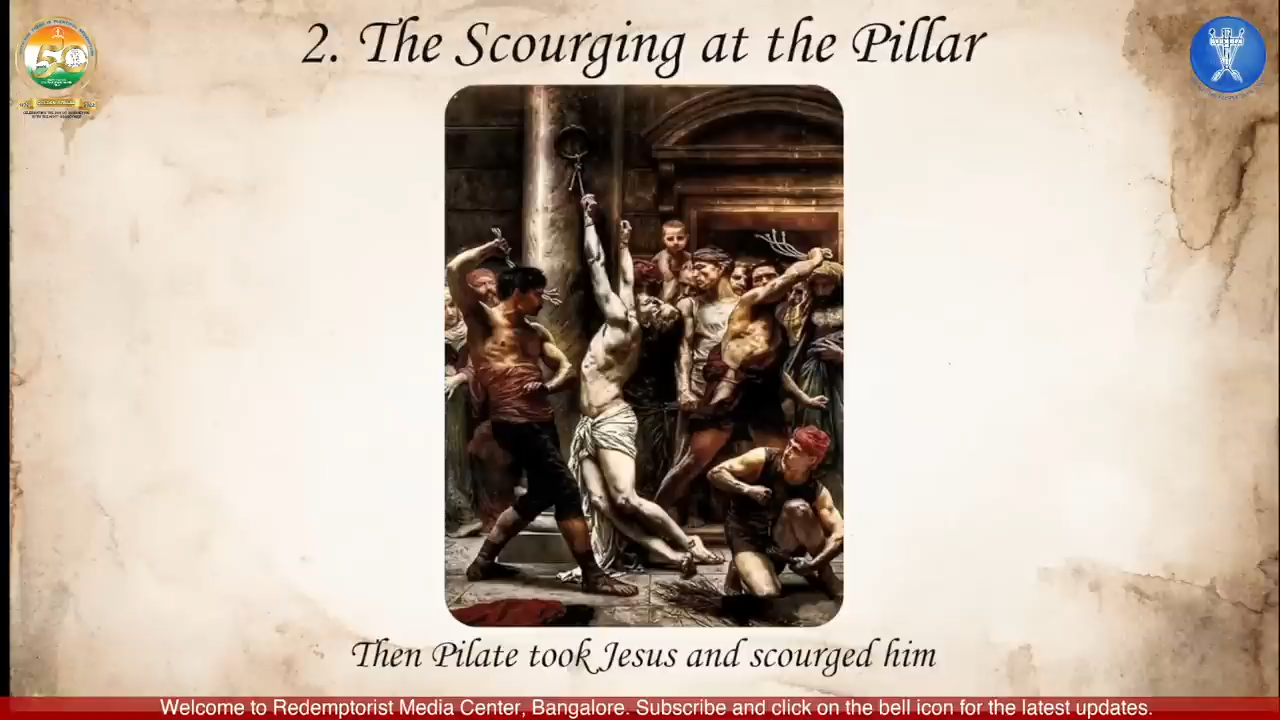 2. The Scourging at the Pillar
50
Then Pilate took Jesus and scourged him
Welcome to Redemptorist Media Center, Bangalore. Subscribe and click on the bell icon for the latest updates.